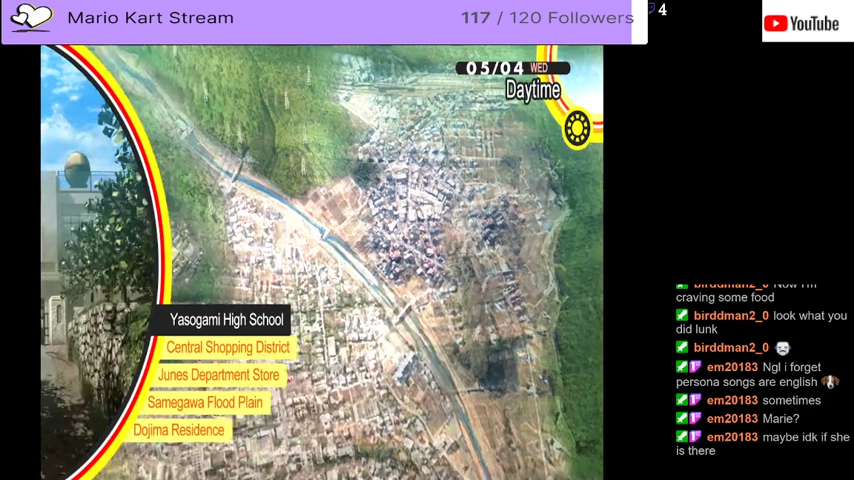 Mario Kart Stream
117 / 120 Followers
4
YouTube
05/04 WED
Daytime
Yasogami High School
Central Shopping District
Junes Department Store
Samegawa Flood Plain
Dojima Residence
birddman2_0 Now I'm
craving some food
birddman2_0 look what you
did lunk
birddman2_0
em20183 Ngl i forget
persona songs are english
em20183 sometimes
em20183 Marie?
em20183 maybe idk if she
is there